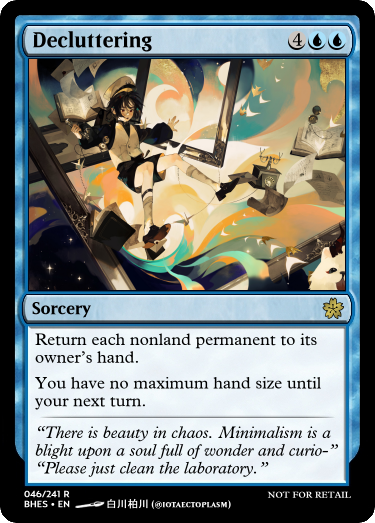 Decluttering 4
Sorcery
Return each nonland permanent to its
owner's hand.
You have no maximum hand size until
your next turn.
“There is beauty in chaos. Minimalism is a
blight upon a soul full of wonder and curio-”
“Please just clean the laboratory.”
046/241 R NOT FOR RETAIL
BHES • EN 白川柏川 (@IOTAECTOPLASM)